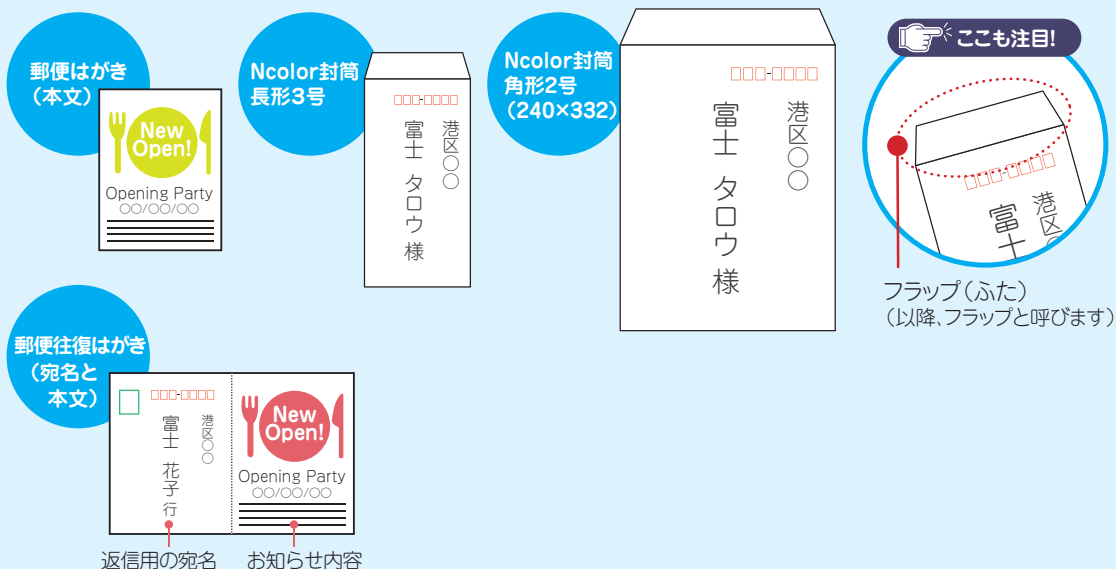 郵便はがき
（本文）
New
Open!
Opening Party
○○/○○/○○
Ncolor封筒
長形3号
□□□-□□□□
港区○○
富士 タロウ 様
Ncolor封筒
角形2号
（240×332）
□□□-□□□□
港区○○
富士 タロウ 様
ここも注目!
□□□-□□□□
港区○
富士
フラップ（ふた）
（以降、フラップと呼びます）
郵便往復はがき
（宛名と
本文）
□□□-□□□□
港区○○
富士 花子 行
New
Open!
Opening Party
○○/○○/○○
返信用の宛名
お知らせ内容